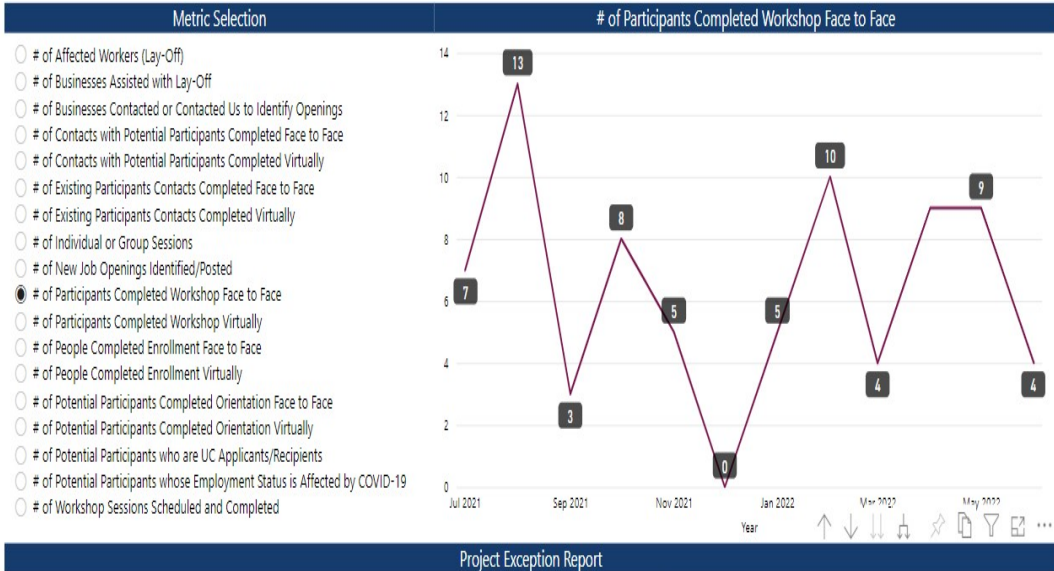 Metric Selection
# of Participants Completed Workshop Face to Face
# of Affected Workers (Lay-Off)
# of Businesses Assisted with Lay-Off
# of Businesses Contacted or Contacted Us to Identify Openings
# of Contacts with Potential Participants Completed Face to Face
# of Contacts with Potential Participants Completed Virtually
# of Existing Participants Contacts Completed Face to Face
# of Existing Participants Contacts Completed Virtually
# of Individual or Group Sessions
# of New Job Openings Identified/Posted
# of Participants Completed Workshop Face to Face
# of Participants Completed Workshop Virtually
# of People Completed Enrollment Face to Face
# of People Completed Enrollment Virtually
# of Potential Participants Completed Orientation Face to Face
# of Potential Participants Completed Orientation Virtually
# of Potential Participants who are UC Applicants/Recipients
# of Potential Participants whose Employment Status is Affected by COVID-19
# of Workshop Sessions Scheduled and Completed
14
12
10
8
6
4
2
0
7
13
3
8
5
0
5
10
4
9
4
Jul 2021 Sep 2021 Nov 2021 Jan 2022 Mar 2022 May 2022
Year
Project Exception Report